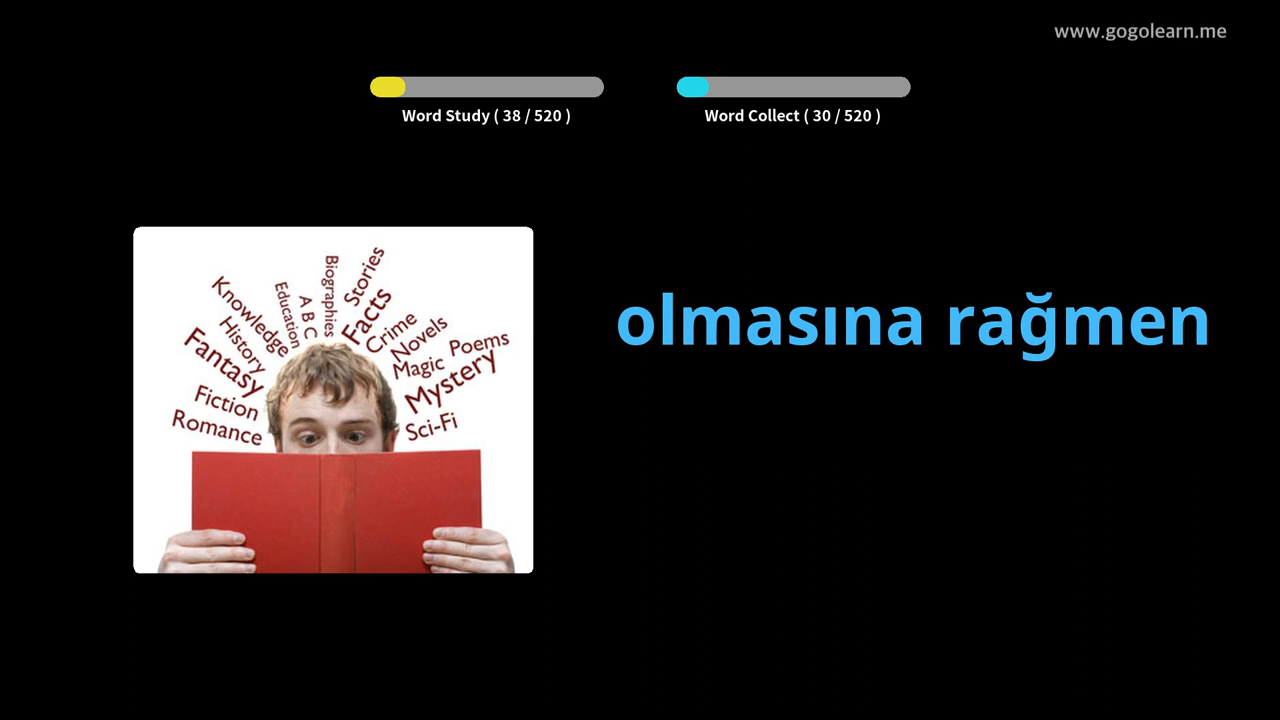 www.gogolearn.me
Word Study ( 38 / 520 )
Word Collect ( 30 / 520 )
olmasına rağmen
Knowledge
Education
A B C
Biographies
Stories
Facts
Crime
Novels
Poems
History
Fantasy
Magic
Mystery
Fiction
Romance
Sci-Fi